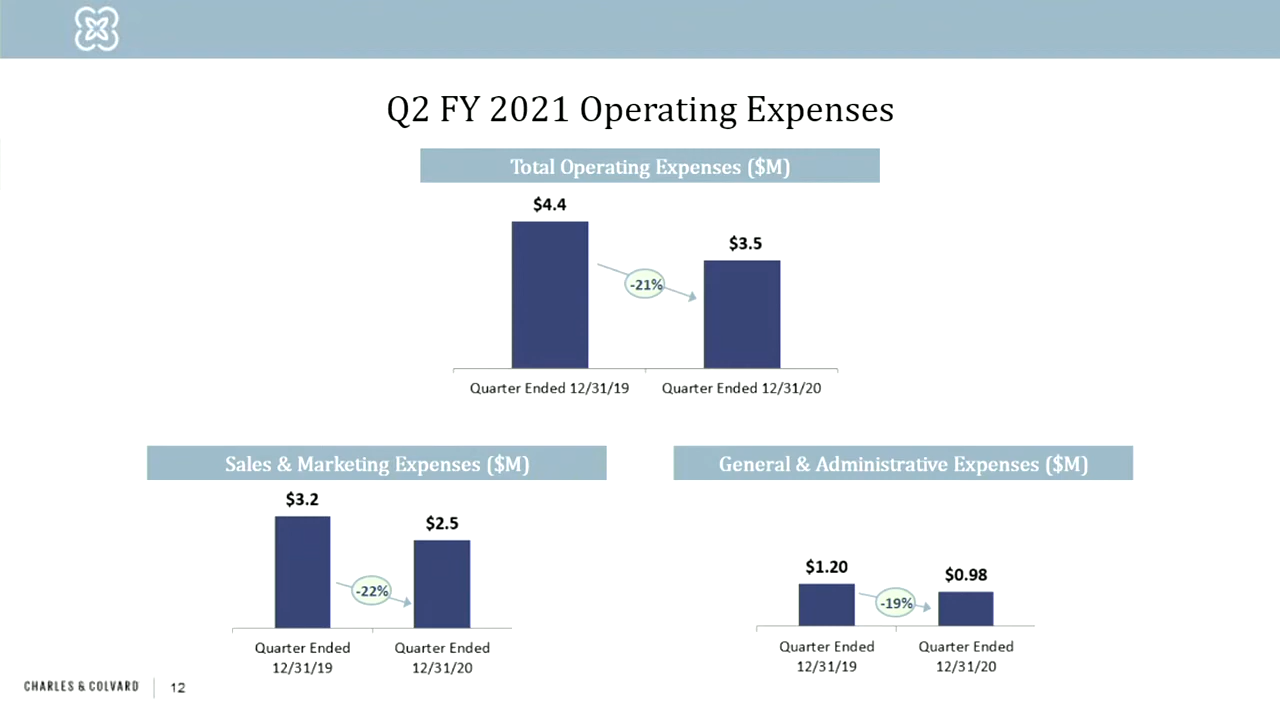 Q2 FY 2021 Operating Expenses
Total Operating Expenses ($M)
$4.4
$3.5
-21%
Quarter Ended 12/31/19
Quarter Ended 12/31/20
Sales & Marketing Expenses ($M)
$3.2
$2.5
-22%
Quarter Ended
12/31/19
Quarter Ended
12/31/20
General & Administrative Expenses ($M)
$1.20
$0.98
-19%
Quarter Ended
12/31/19
Quarter Ended
12/31/20
CHARLES & COLVARD
12